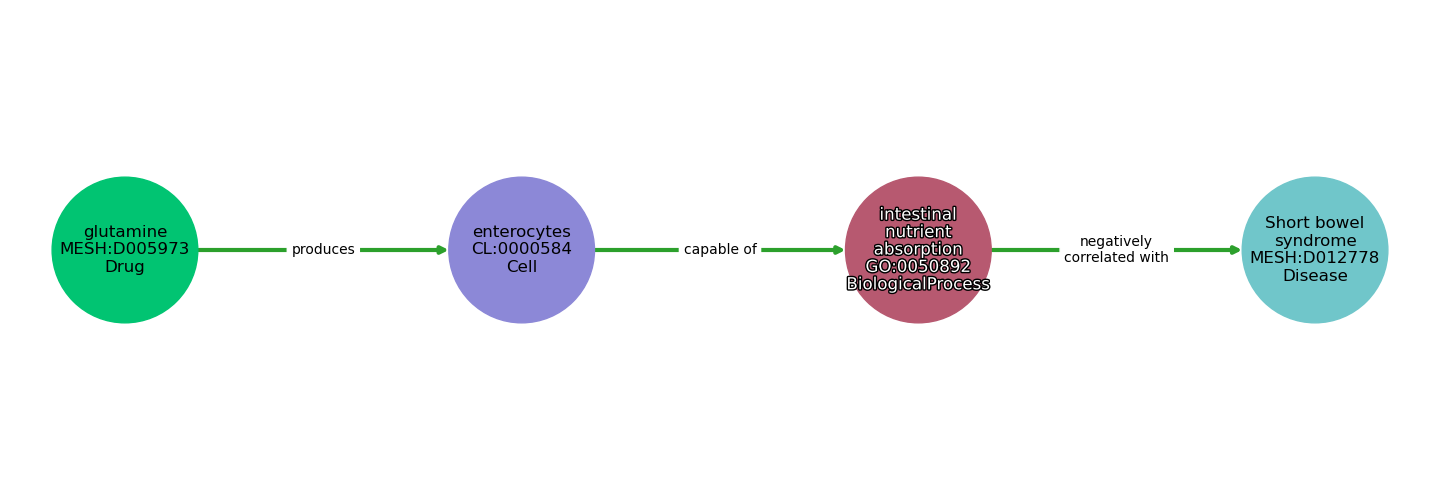 glutamine
MESH:D005973
Drug
produces
enterocytes
CL:0000584
Cell
capable of
intestinal
nutrient
absorption
GO:0050892
BiologicalProcess
negatively
correlated with
Short bowel
syndrome
MESH:D012778
Disease